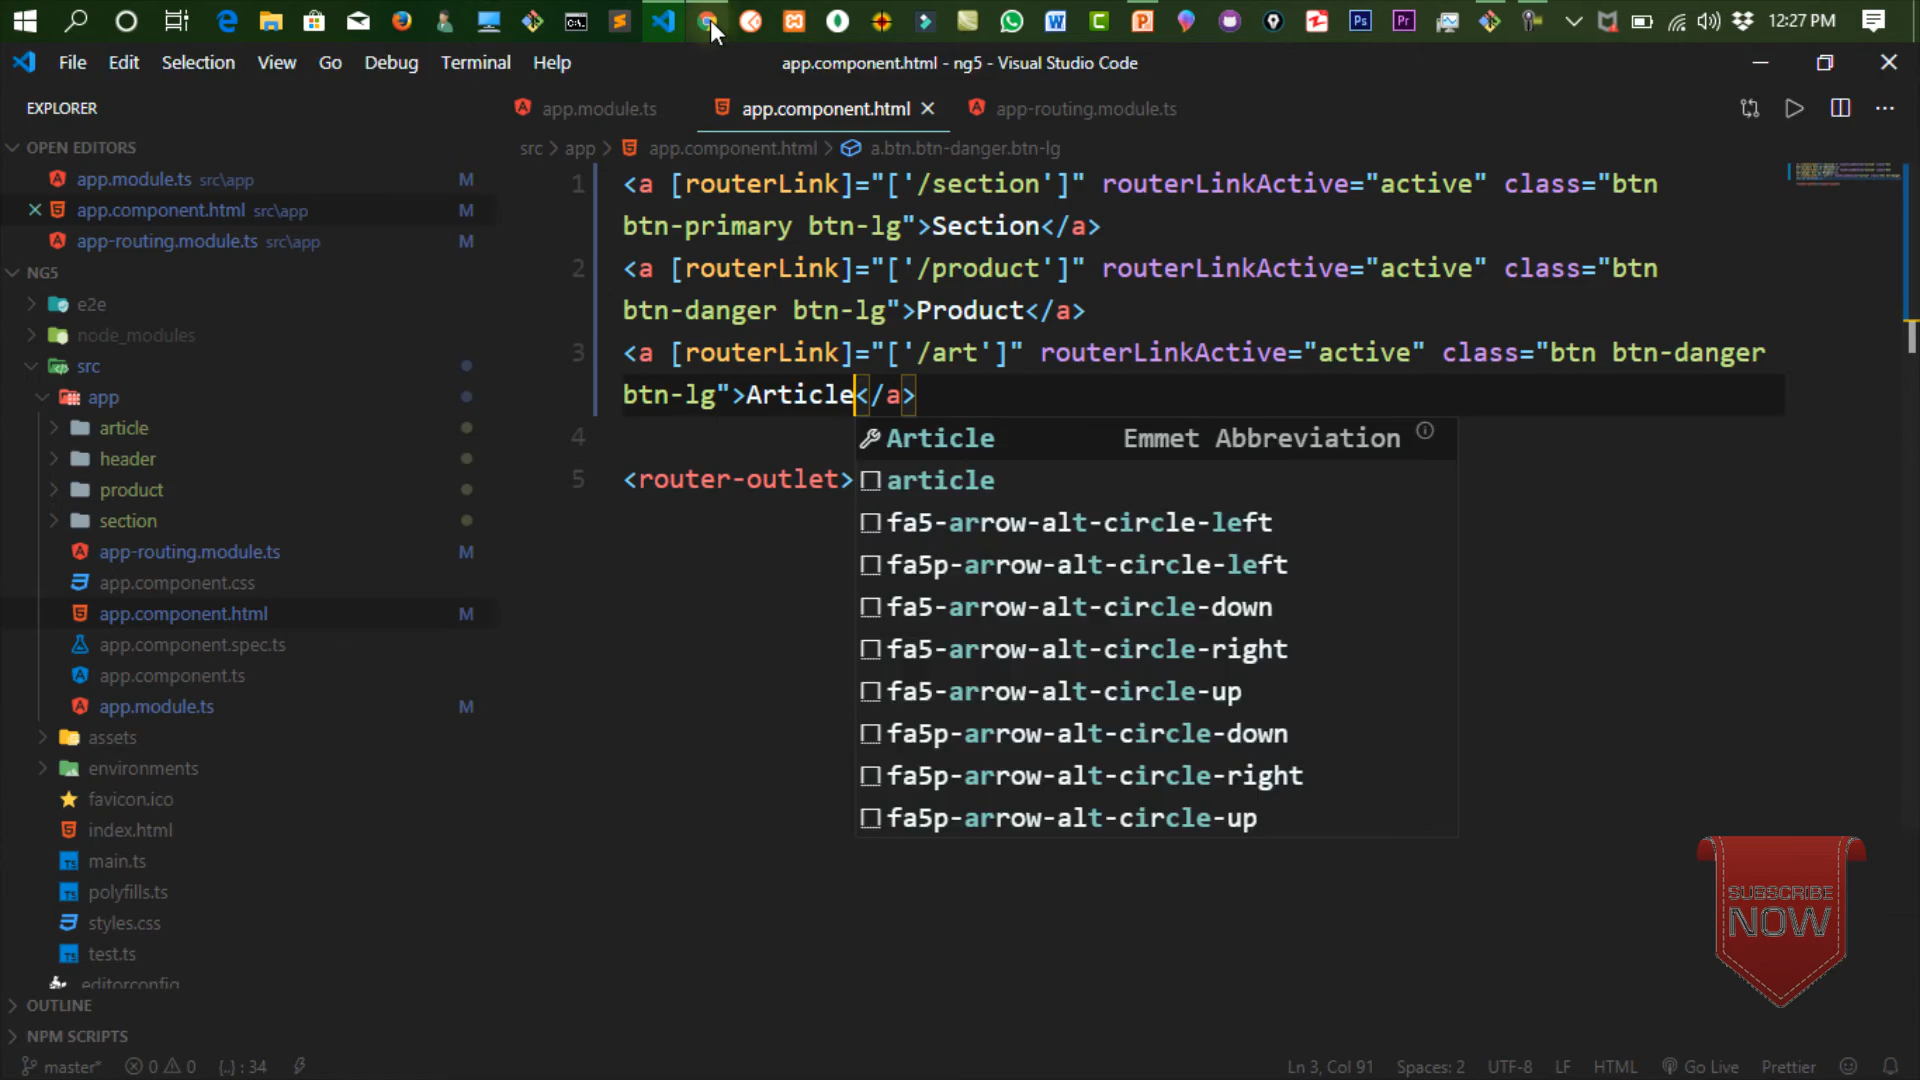 12:27 PM
File Edit Selection View Go Debug Terminal Help
app.component.html - ng5 - Visual Studio Code
EXPLORER
app.module.ts
app.component.html
app-routing.module.ts
OPEN EDITORS
src > app > app.component.html > a.btn.btn-danger.btn-lg
app.module.ts src\app M
app.component.html src\app M
app-routing.module.ts src\app M
NG5
e2e
node_modules
src
app
article
header
product
section
app-routing.module.ts M
app.component.css
app.component.html M
app.component.spec.ts
app.component.ts
app.module.ts M
assets
environments
favicon.ico
index.html
main.ts
polyfills.ts
styles.css
test.ts
.editorconfig
OUTLINE
NPM SCRIPTS
1 <a [routerLink]="['/section']" routerLinkActive="active" class="btn
btn-primary btn-lg">Section</a>
2 <a [routerLink]="['/product']" routerLinkActive="active" class="btn
btn-danger btn-lg">Product</a>
3 <a [routerLink]="['/art']" routerLinkActive="active" class="btn btn-danger
btn-lg">Article</a>
4
5 <router-outlet>
Article Emmet Abbreviation
article
fa5-arrow-alt-circle-left
fa5p-arrow-alt-circle-left
fa5-arrow-alt-circle-down
fa5-arrow-alt-circle-right
fa5-arrow-alt-circle-up
fa5p-arrow-alt-circle-down
fa5p-arrow-alt-circle-right
fa5p-arrow-alt-circle-up
SUBSCRIBE
NOW
master* 0 0 {..} : 34
Ln 3, Col 91 Spaces: 2 UTF-8 LF HTML Go Live Prettier